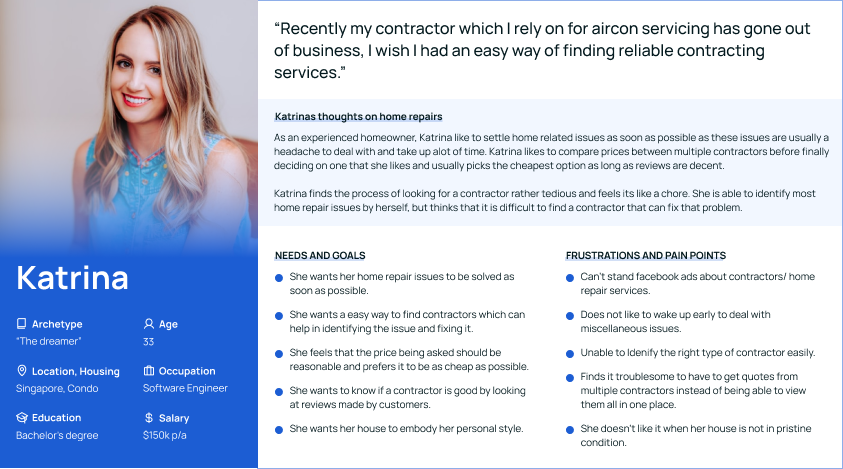 Katrina
Archetype
“The dreamer”
Age
33
Location, Housing
Singapore, Condo
Occupation
Software Engineer
Education
Bachelor's degree
Salary
$150k p/a
“Recently my contractor which I rely on for aircon servicing has gone out
of business, I wish I had an easy way of finding reliable contracting
services.”
Katrinas thoughts on home repairs
As an experienced homeowner, Katrina like to settle home related issues as soon as possible as these issues are usually a
headache to deal with and take up alot of time. Katrina likes to compare prices between multiple contractors before finally
deciding on one that she likes and usually picks the cheapest option as long as reviews are decent.
Katrina finds the process of looking for a contractor rather tedious and feels its like a chore. She is able to identify most
home repair issues by herself, but thinks that it is difficult to find a contractor that can fix that problem.
NEEDS AND GOALS
She wants her home repair issues to be solved as
soon as possible.
She wants a easy way to find contractors which can
help in identifying the issue and fixing it.
She feels that the price being asked should be
reasonable and prefers it to be as cheap as possible.
She wants to know if a contractor is good by looking
at reviews made by customers.
She wants her house to embody her personal style.
FRUSTRATIONS AND PAIN POINTS
Can't stand facebook ads about contractors/ home
repair services.
Does not like to wake up early to deal with
miscellaneous issues.
Unable to Idenify the right type of contractor easily.
Finds it troublesome to have to get quotes from
multiple contractors instead of being able to view
them all in one place.
She doesn't like it when her house is not in pristine
condition.